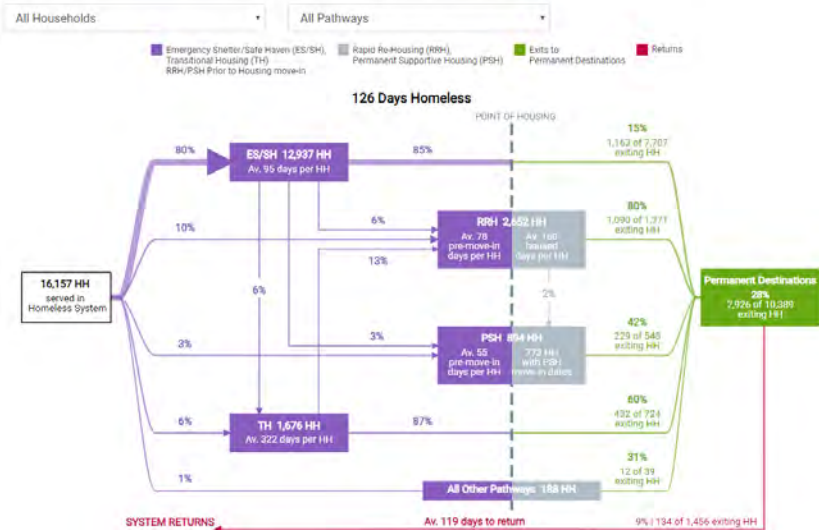 All Households
All Pathways
Emergency Shelter/Safe Haven (ES/SH),
Transitional Housing (TH)
RRH/PSH Prior to Housing move-in
Rapid Re-Housing (RRH),
Permanent Supportive Housing (PSH)
Exits to
Permanent Destinations
Returns
126 Days Homeless
POINT OF HOUSING
80%
ES/SH 12,937 HH
Av. 95 days per HH
85%
15%
1,163 of 7,707
exiting HH
10%
6%
13%
RRH 2,652 HH
Av. 78
pre-move-in
days per HH
Av. 160
housed
days per HH
80%
1,090 of 1,371
exiting HH
16,157 HH
served in
Homeless System
6%
2%
Permanent Destinations
28%
2,926 of 10,389
exiting HH
3%
3%
PSH 894 HH
Av. 55
pre-move-in
days per HH
772 HH
with PSH
move-in dates
42%
229 of 548
exiting HH
6%
TH 1,676 HH
Av. 322 days per HH
87%
60%
432 of 724
exiting HH
1%
All Other Pathways 188 HH
31%
12 of 39
exiting HH
SYSTEM RETURNS
Av. 119 days to return
9% | 134 of 1,456 exiting HH